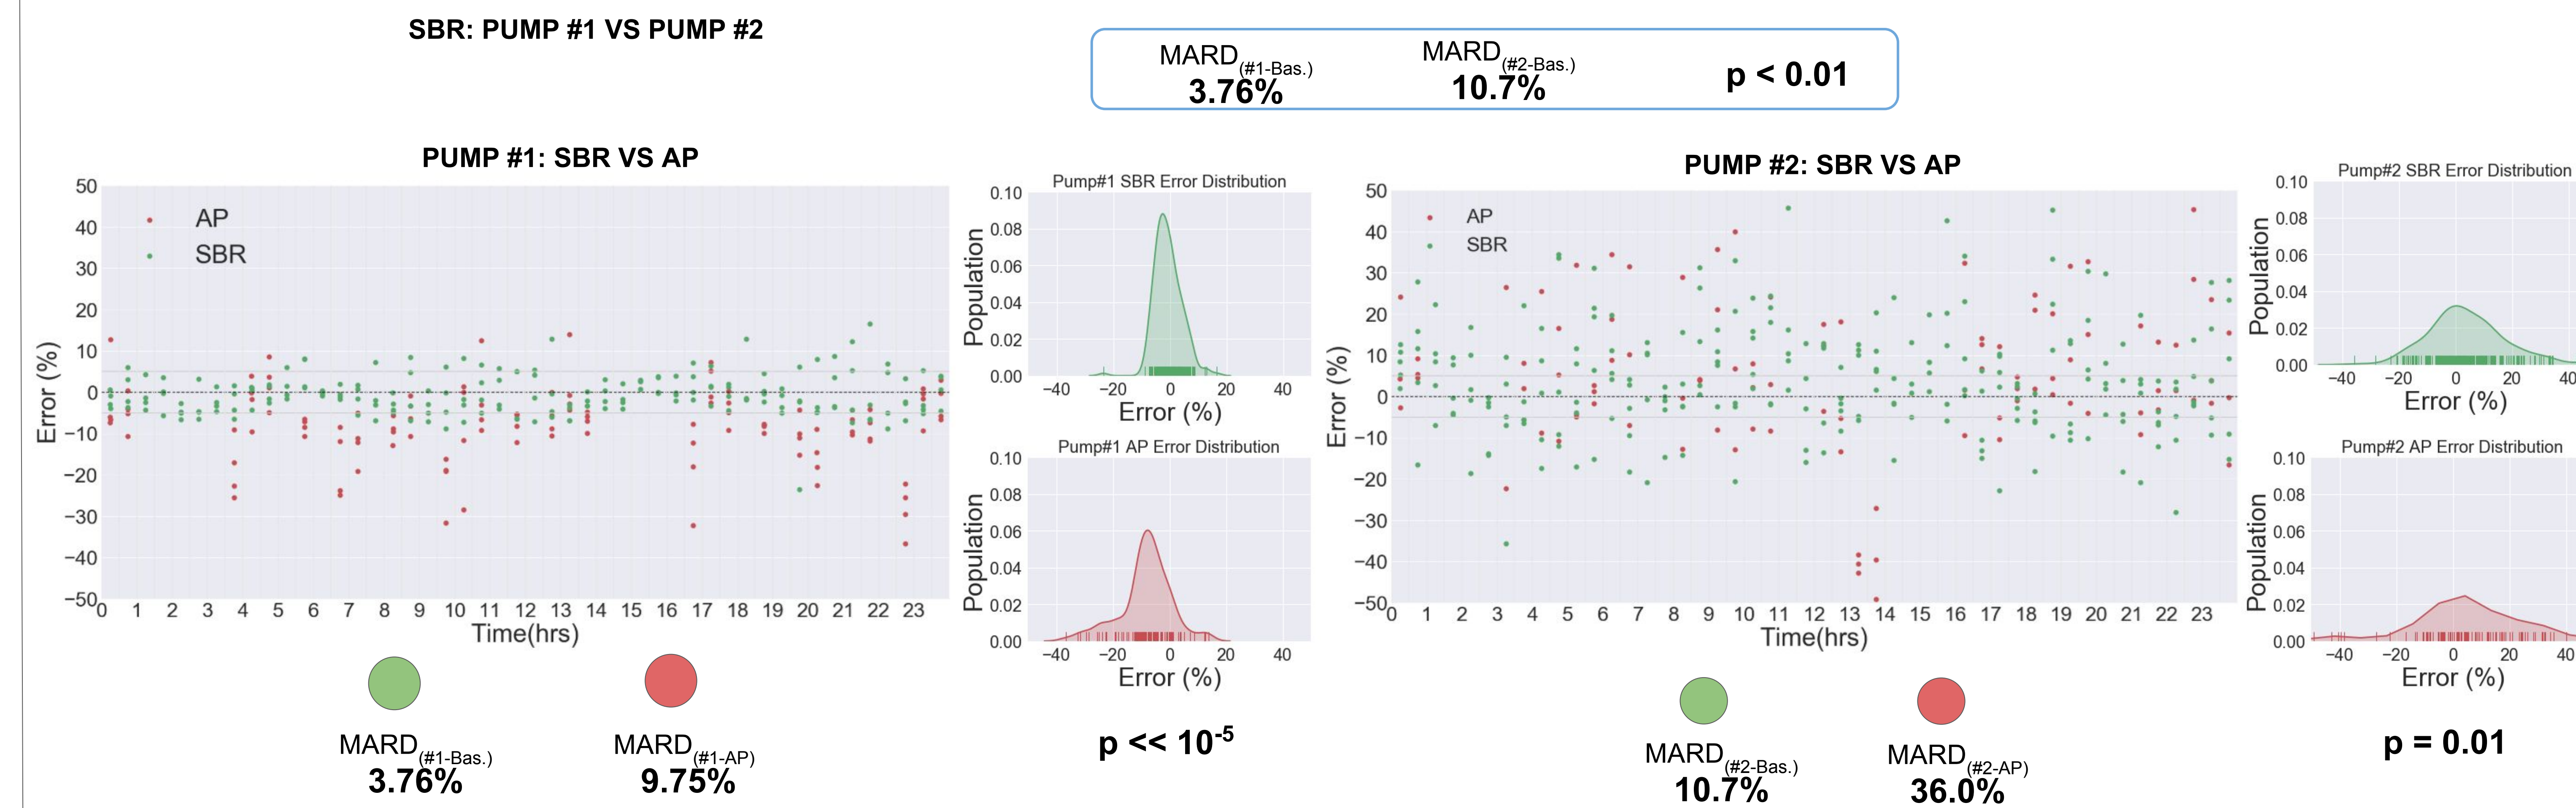 SBR: PUMP #1 VS PUMP #2
MARD(#1-Bas.) MARD(#2-Bas.) p < 0.01
3.76% 10.7%
PUMP #1: SBR VS AP
50
40
30
20
10
0
−10
−20
−30
−40
−50
Error (%)
AP
SBR
0 1 2 3 4 5 6 7 8 9 10 11 12 13 14 15 16 17 18 19 20 21 22 23
Time(hrs)
Pump#1 SBR Error Distribution
0.10
0.08
0.06
0.04
0.02
0.00
Population
−40 −20 0 20 40
Error (%)
Pump#1 AP Error Distribution
0.10
0.08
0.06
0.04
0.02
0.00
Population
−40 −20 0 20 40
Error (%)
MARD(#1-Bas.) MARD(#1-AP)
3.76% 9.75%
p << 10-5
PUMP #2: SBR VS AP
50
40
30
20
10
0
−10
−20
−30
−40
−50
Error (%)
AP
SBR
0 1 2 3 4 5 6 7 8 9 10 11 12 13 14 15 16 17 18 19 20 21 22 23
Time(hrs)
Pump#2 SBR Error Distribution
0.10
0.08
0.06
0.04
0.02
0.00
Population
−40 −20 0 20 40
Error (%)
Pump#2 AP Error Distribution
0.10
0.08
0.06
0.04
0.02
0.00
Population
−40 −20 0 20 40
Error (%)
MARD(#2-Bas.) MARD(#2-AP)
10.7% 36.0%
p = 0.01